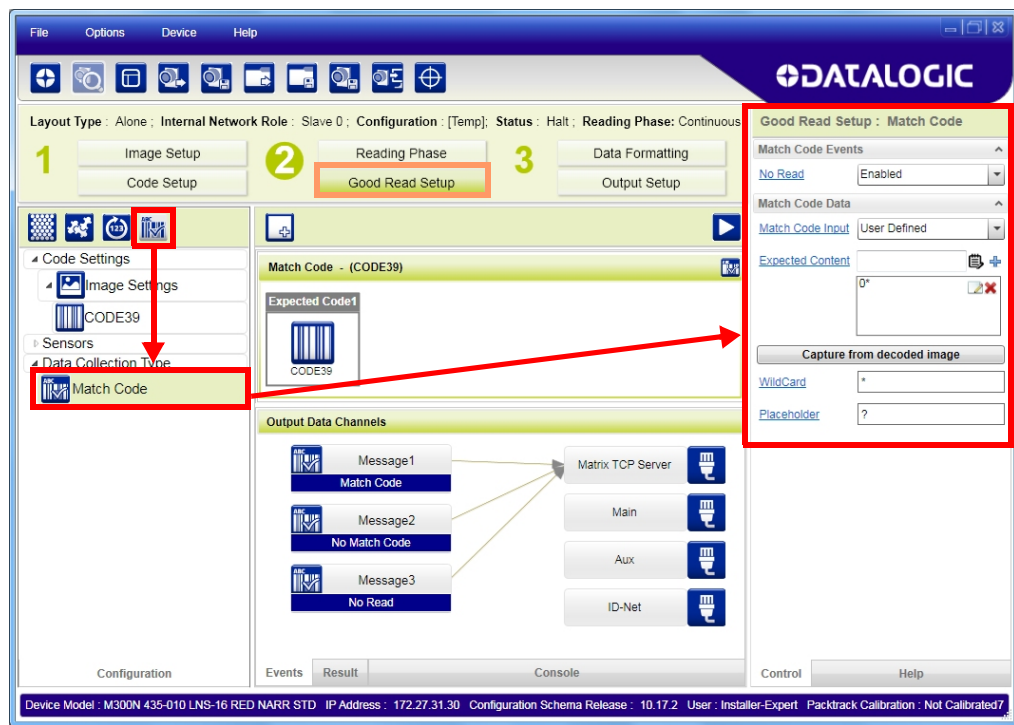 File Options Device Help
DATALOGIC
Layout Type : Alone ; Internal Network Role : Slave 0 ; Configuration : [Temp]; Status : Halt ; Reading Phase: Continuous
1 Image Setup 2 Reading Phase 3 Data Formatting
Code Setup Good Read Setup Output Setup
123 ABC
Code Settings
Image Settings
CODE39
Sensors
Data Collection Type
ABC Match Code
Configuration
Match Code - (CODE39)
Expected Code1
CODE39
Output Data Channels
ABC Message1
Match Code
ABC Message2
No Match Code
ABC Message3
No Read
Matrix TCP Server
Main
Aux
ID-Net
Events Result Console
Good Read Setup : Match Code
Match Code Events
No Read Enabled
Match Code Data
Match Code Input User Defined
Expected Content
0*
Capture from decoded image
WildCard *
Placeholder ?
Control Help
Device Model : M300N 435-010 LNS-16 RED NARR STD IP Address : 172.27.31.30 Configuration Schema Release : 10.17.2 User : Installer-Expert Packtrack Calibration : Not Calibrated7